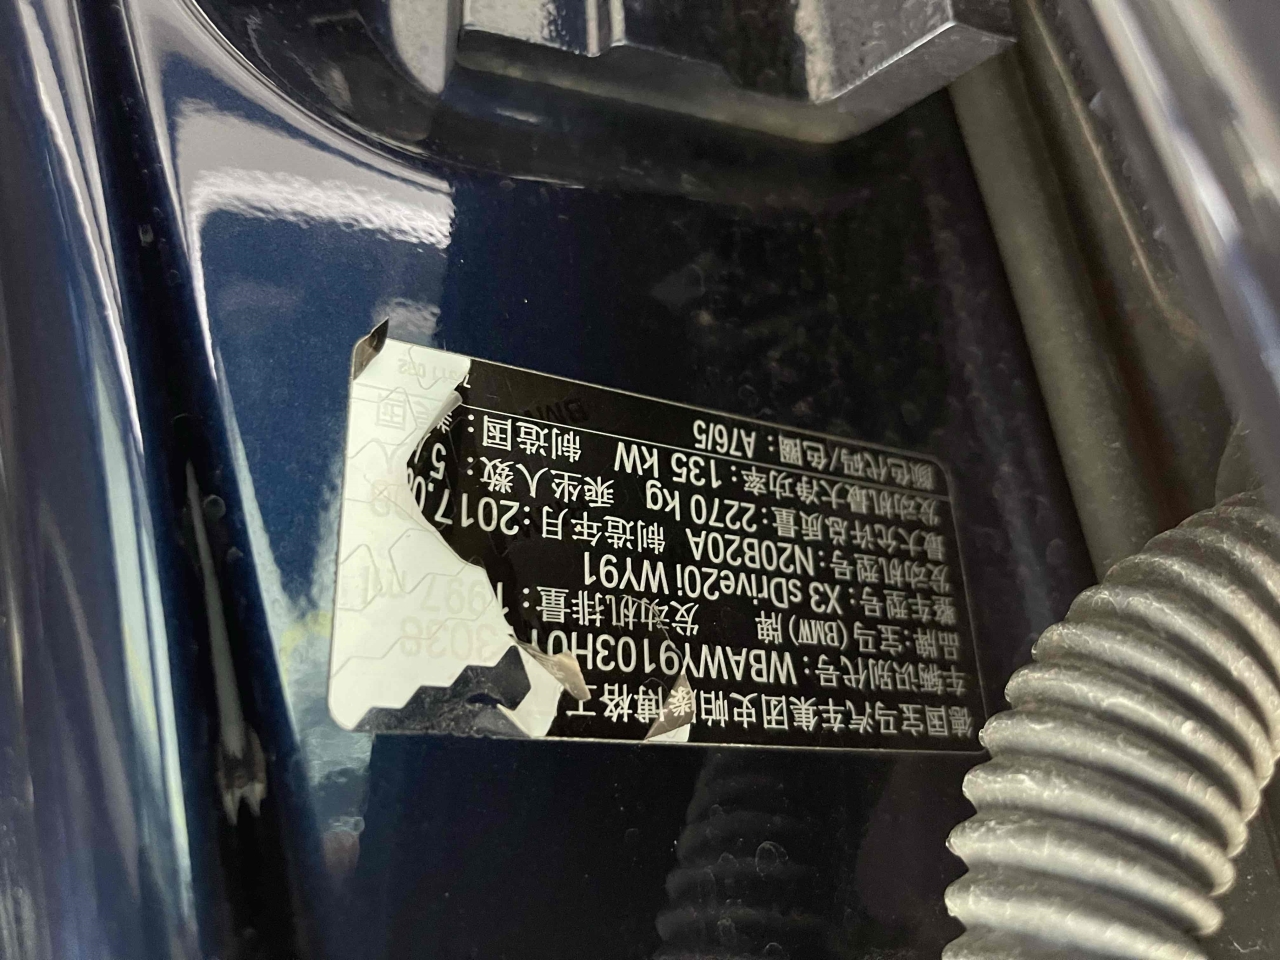 德国宝马汽车集团史帕滕博格工
车辆识别代号：WBAWY9103H0
品牌：宝马(BMW)牌 发动机排量：1997 ml
整车型号：X3 sDrive20i WY91
发动机型号：N20B20A 制造年月：2017.08
最大允许总质量：2270 kg 乘坐人数：5
发动机最大净功率：135 kW 制造国：
颜色代码/色圈：A76/5